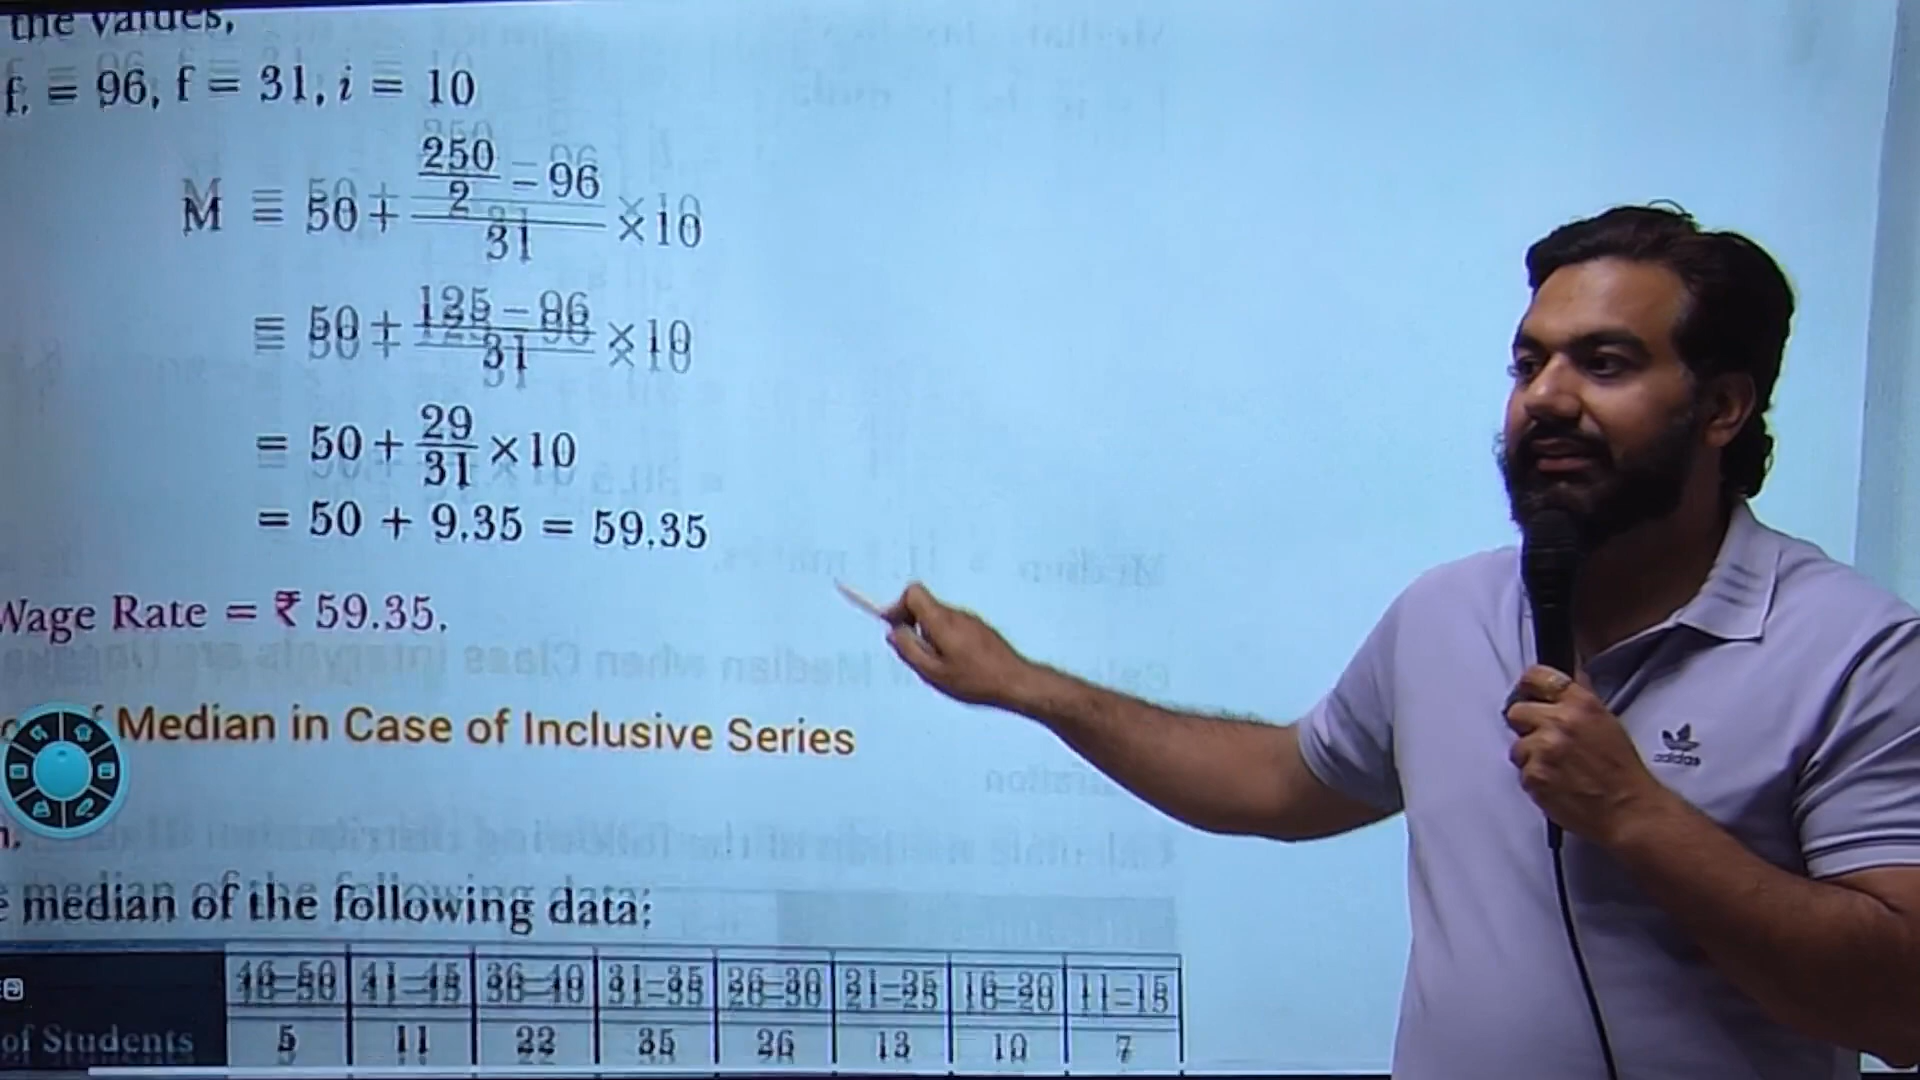 the values,
f. = 96, f = 31, i = 10
M = 50 + (250/2 − 96)/31 × 10
= 50 + (125 − 96)/31 × 10
= 50 + 29/31 × 10
= 50 + 9.35 = 59.35
Wage Rate = ₹ 59.35.
of Median in Case of Inclusive Series
median of the following data:
46–50 41–45 36–40 31–35 26–30 21–25 16–20 11–15
of Students 5 11 22 35 26 13 10 7
adidas